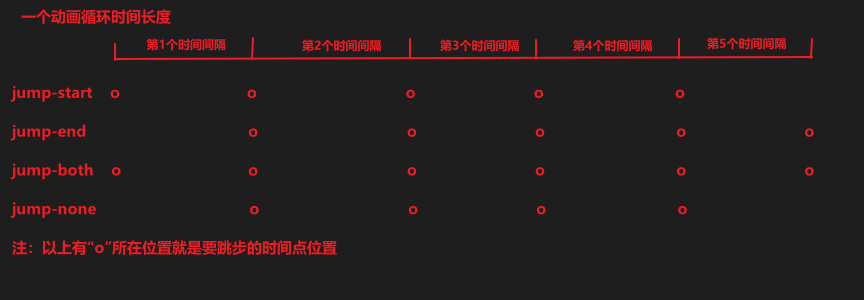 一个动画循环时间长度
第1个时间间隔 第2个时间间隔 第3个时间间隔 第4个时间间隔 第5个时间间隔
jump-start o o o o o
jump-end o o o o o
jump-both o o o o o o
jump-none o o o o
注：以上有“o”所在位置就是要跳步的时间点位置